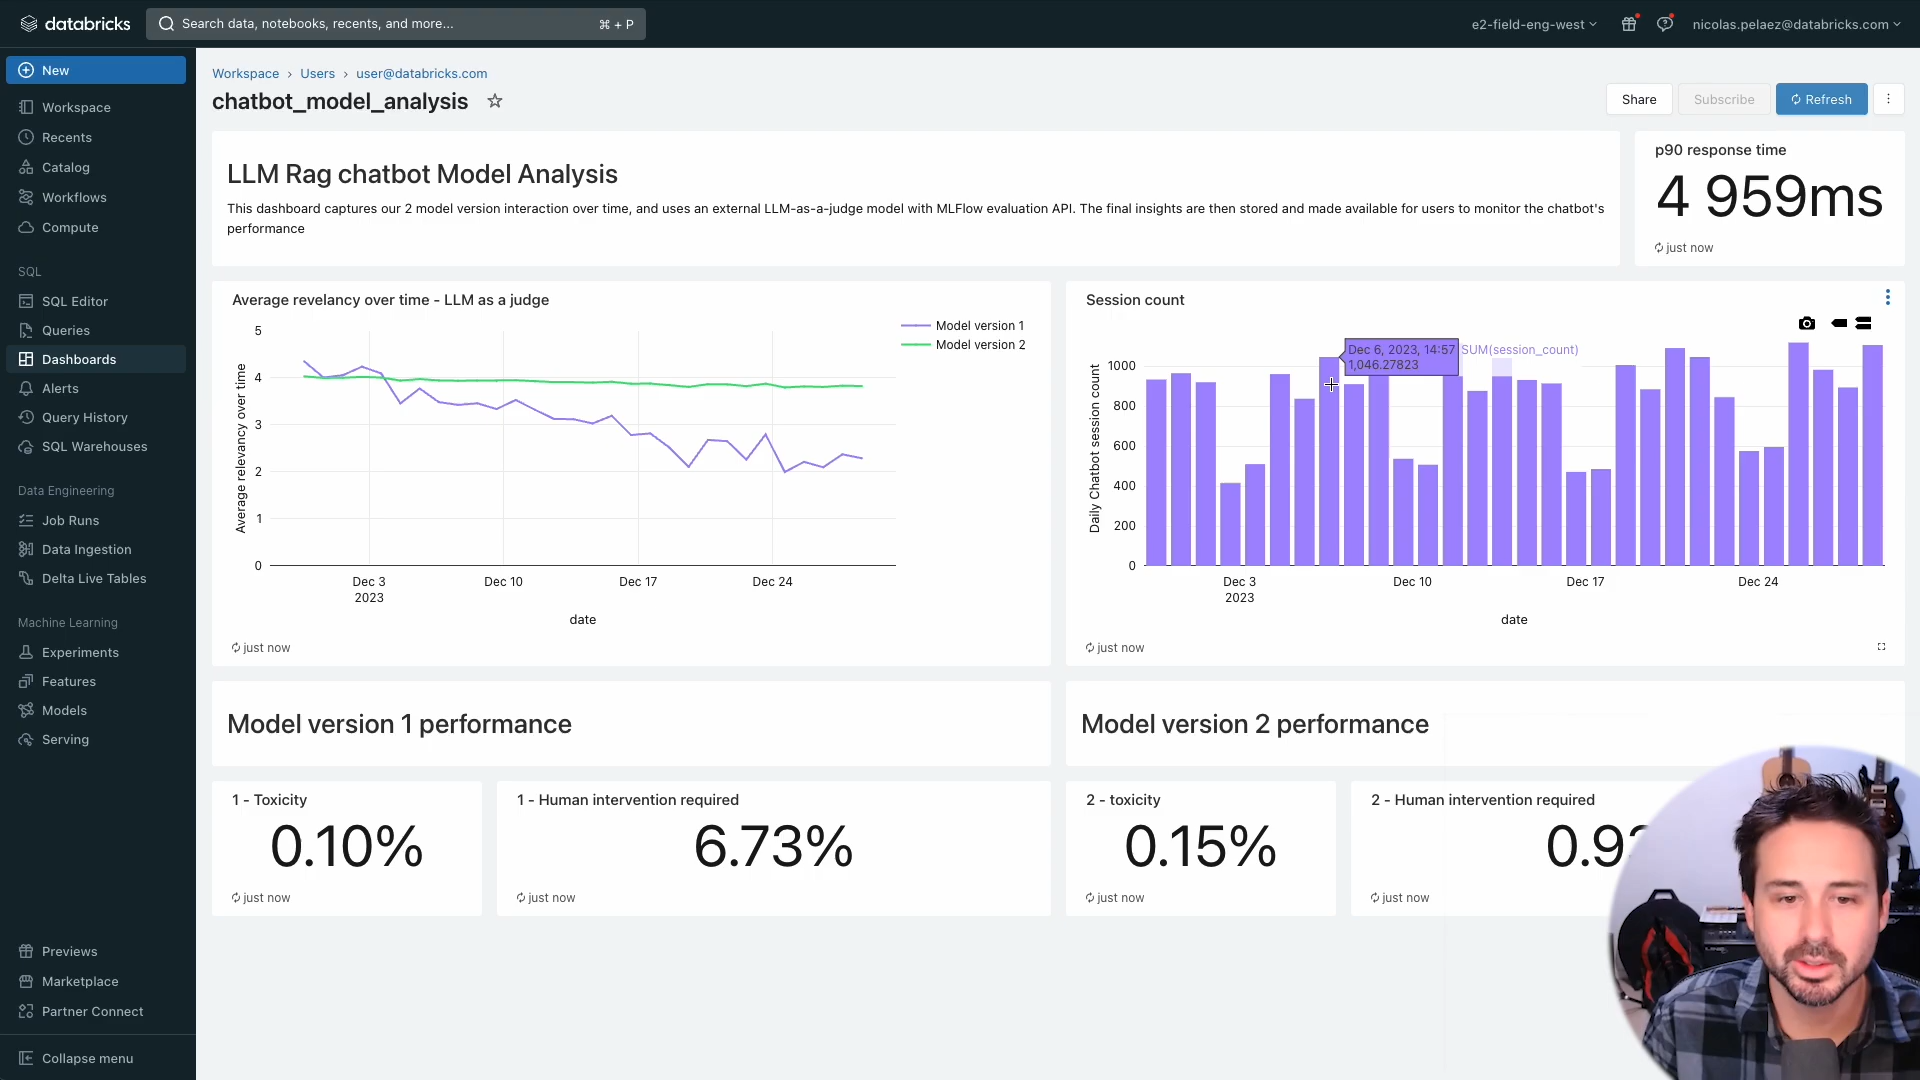 databricks
Search data, notebooks, recents, and more...
⌘ + P
e2-field-eng-west
nicolas.pelaez@databricks.com
New
Workspace
Recents
Catalog
Workflows
Compute
SQL
SQL Editor
Queries
Dashboards
Alerts
Query History
SQL Warehouses
Data Engineering
Job Runs
Data Ingestion
Delta Live Tables
Machine Learning
Experiments
Features
Models
Serving
Previews
Marketplace
Partner Connect
Collapse menu
Workspace › Users › user@databricks.com
chatbot_model_analysis
Share
Subscribe
Refresh
LLM Rag chatbot Model Analysis
This dashboard captures our 2 model version interaction over time, and uses an external LLM-as-a-judge model with MLFlow evaluation API. The final insights are then stored and made available for users to monitor the chatbot's
performance
p90 response time
4 959ms
just now
Average revelancy over time - LLM as a judge
Model version 1
Model version 2
Average relevancy over time
5
4
3
2
1
0
Dec 3
2023
Dec 10
Dec 17
Dec 24
date
just now
Session count
Dec 6, 2023, 14:57
1,046.27823
SUM(session_count)
Daily Chatbot session count
1000
800
600
400
200
0
Dec 3
2023
Dec 10
Dec 17
Dec 24
date
just now
Model version 1 performance
Model version 2 performance
1 - Toxicity
0.10%
just now
1 - Human intervention required
6.73%
just now
2 - toxicity
0.15%
just now
2 - Human intervention required
just now